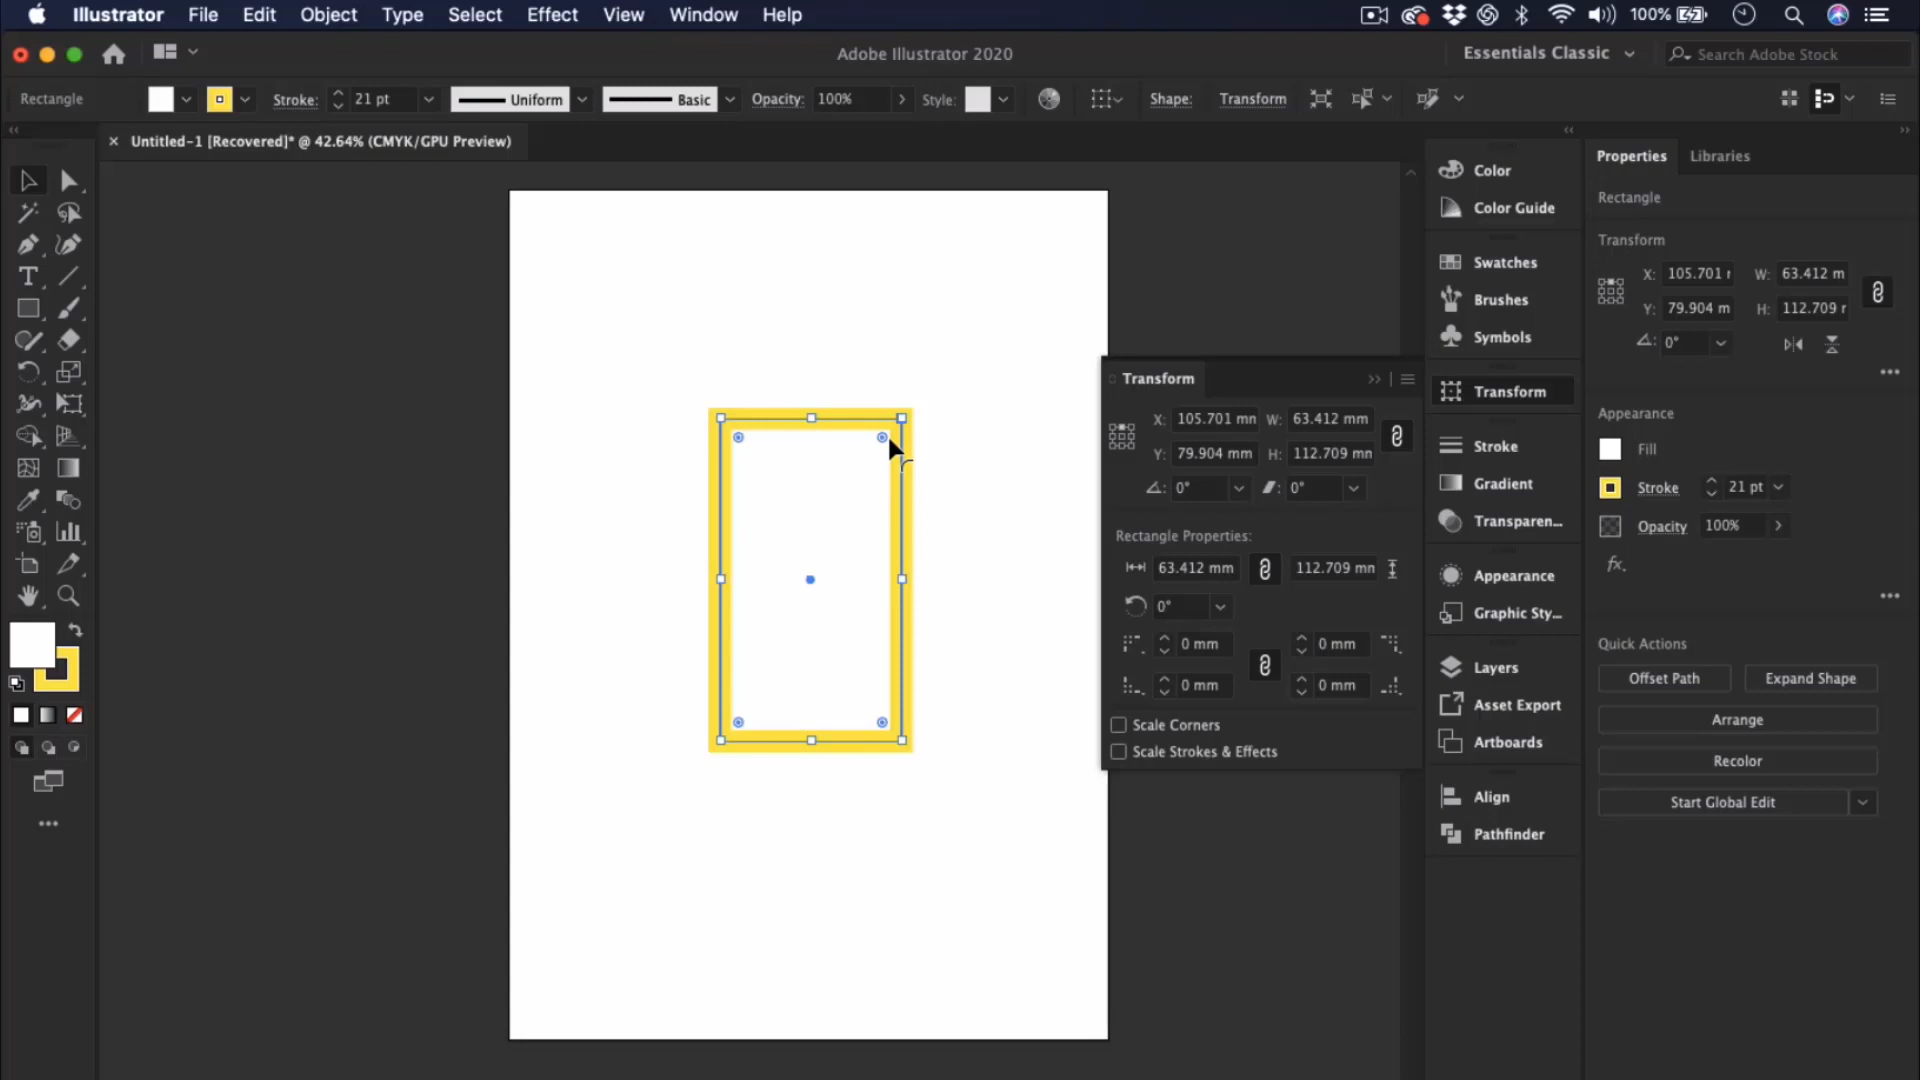 Illustrator File Edit Object Type Select Effect View Window Help 100%
Adobe Illustrator 2020 Essentials Classic Search Adobe Stock
Rectangle Stroke: 21 pt Uniform Basic Opacity: 100% Style: Shape: Transform
× Untitled-1 [Recovered]* @ 42.64% (CMYK/GPU Preview)
Color
Color Guide
Swatches
Brushes
Symbols
Transform
Stroke
Gradient
Transparen...
Appearance
Graphic Sty...
Layers
Asset Export
Artboards
Align
Pathfinder
Transform
X: 105.701 mn W: 63.412 mm
Y: 79.904 mm H: 112.709 mn
0° 0°
Rectangle Properties:
63.412 mm 112.709 mn
0°
0 mm 0 mm
0 mm 0 mm
Scale Corners
Scale Strokes & Effects
Properties Libraries
Rectangle
Transform
X: 105.701 r W: 63.412 m
Y: 79.904 m H: 112.709 r
0°
Appearance
Fill
Stroke 21 pt
Opacity 100%
fx.
Quick Actions
Offset Path Expand Shape
Arrange
Recolor
Start Global Edit